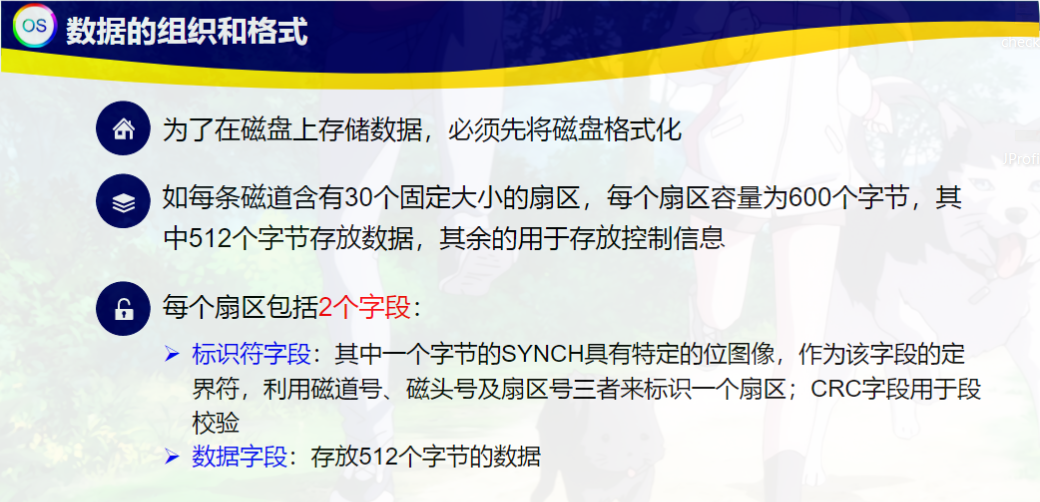 OS
数据的组织和格式
check
IProfi
为了在磁盘上存储数据，必须先将磁盘格式化
如每条磁道含有30个固定大小的扇区，每个扇区容量为600个字节，其
中512个字节存放数据，其余的用于存放控制信息
每个扇区包括2个字段：
标识符字段：其中一个字节的SYNCH具有特定的位图像，作为该字段的定
界符，利用磁道号、磁头号及扇区号三者来标识一个扇区；CRC字段用于段
校验
数据字段：存放512个字节的数据